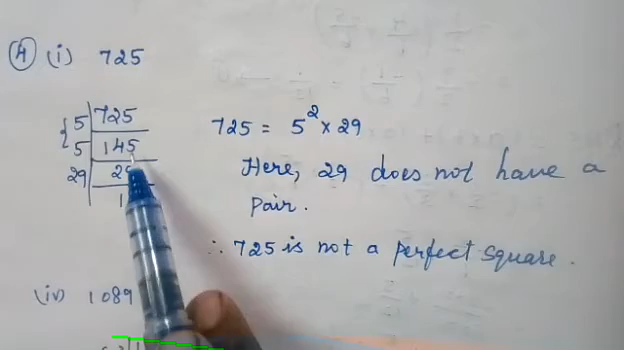 (4) (i) 725
5 725
5 145
29
1
725 = 5² × 29
Here, 29 does not have a
pair.
∴ 725 is not a perfect square.
(iv) 1089